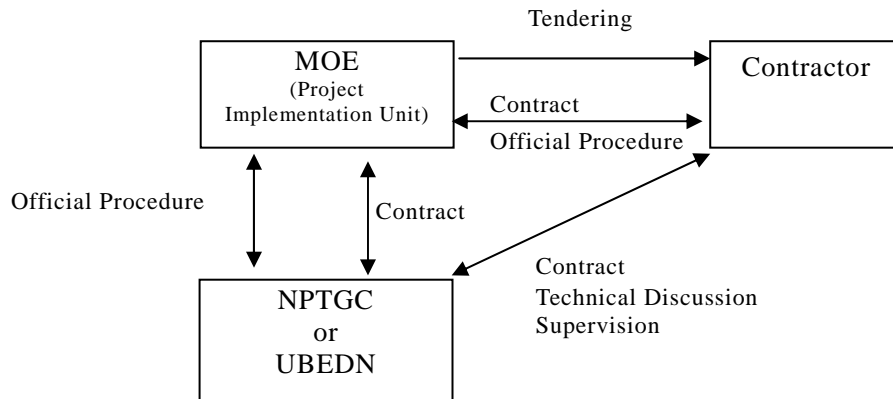 Tendering
MOE
(Project
Implementation Unit)
Contractor
Contract
Official Procedure
Official Procedure
Contract
NPTGC
or
UBEDN
Contract
Technical Discussion
Supervision